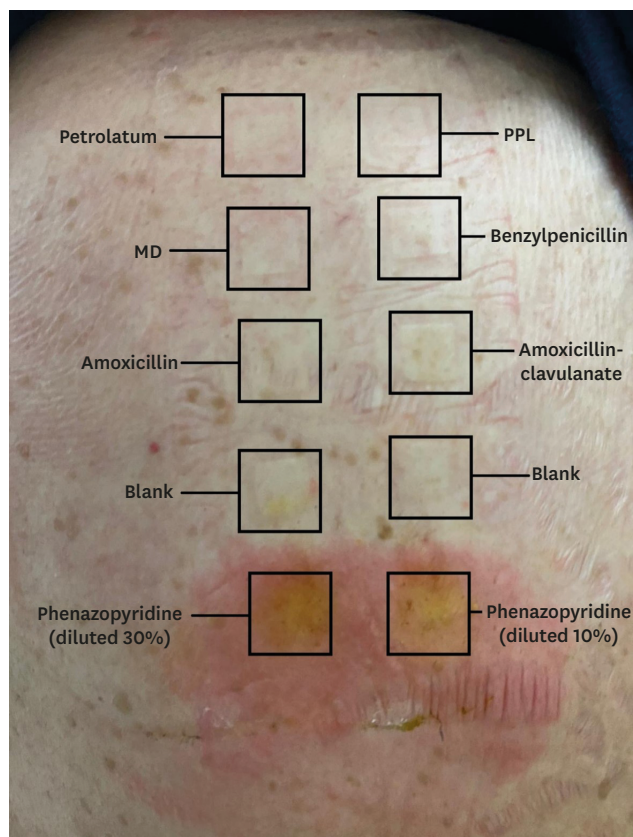 Petrolatum
PPL
MD
Benzylpenicillin
Amoxicillin
Amoxicillin-
clavulanate
Blank
Blank
Phenazopyridine
(diluted 30%)
Phenazopyridine
(diluted 10%)